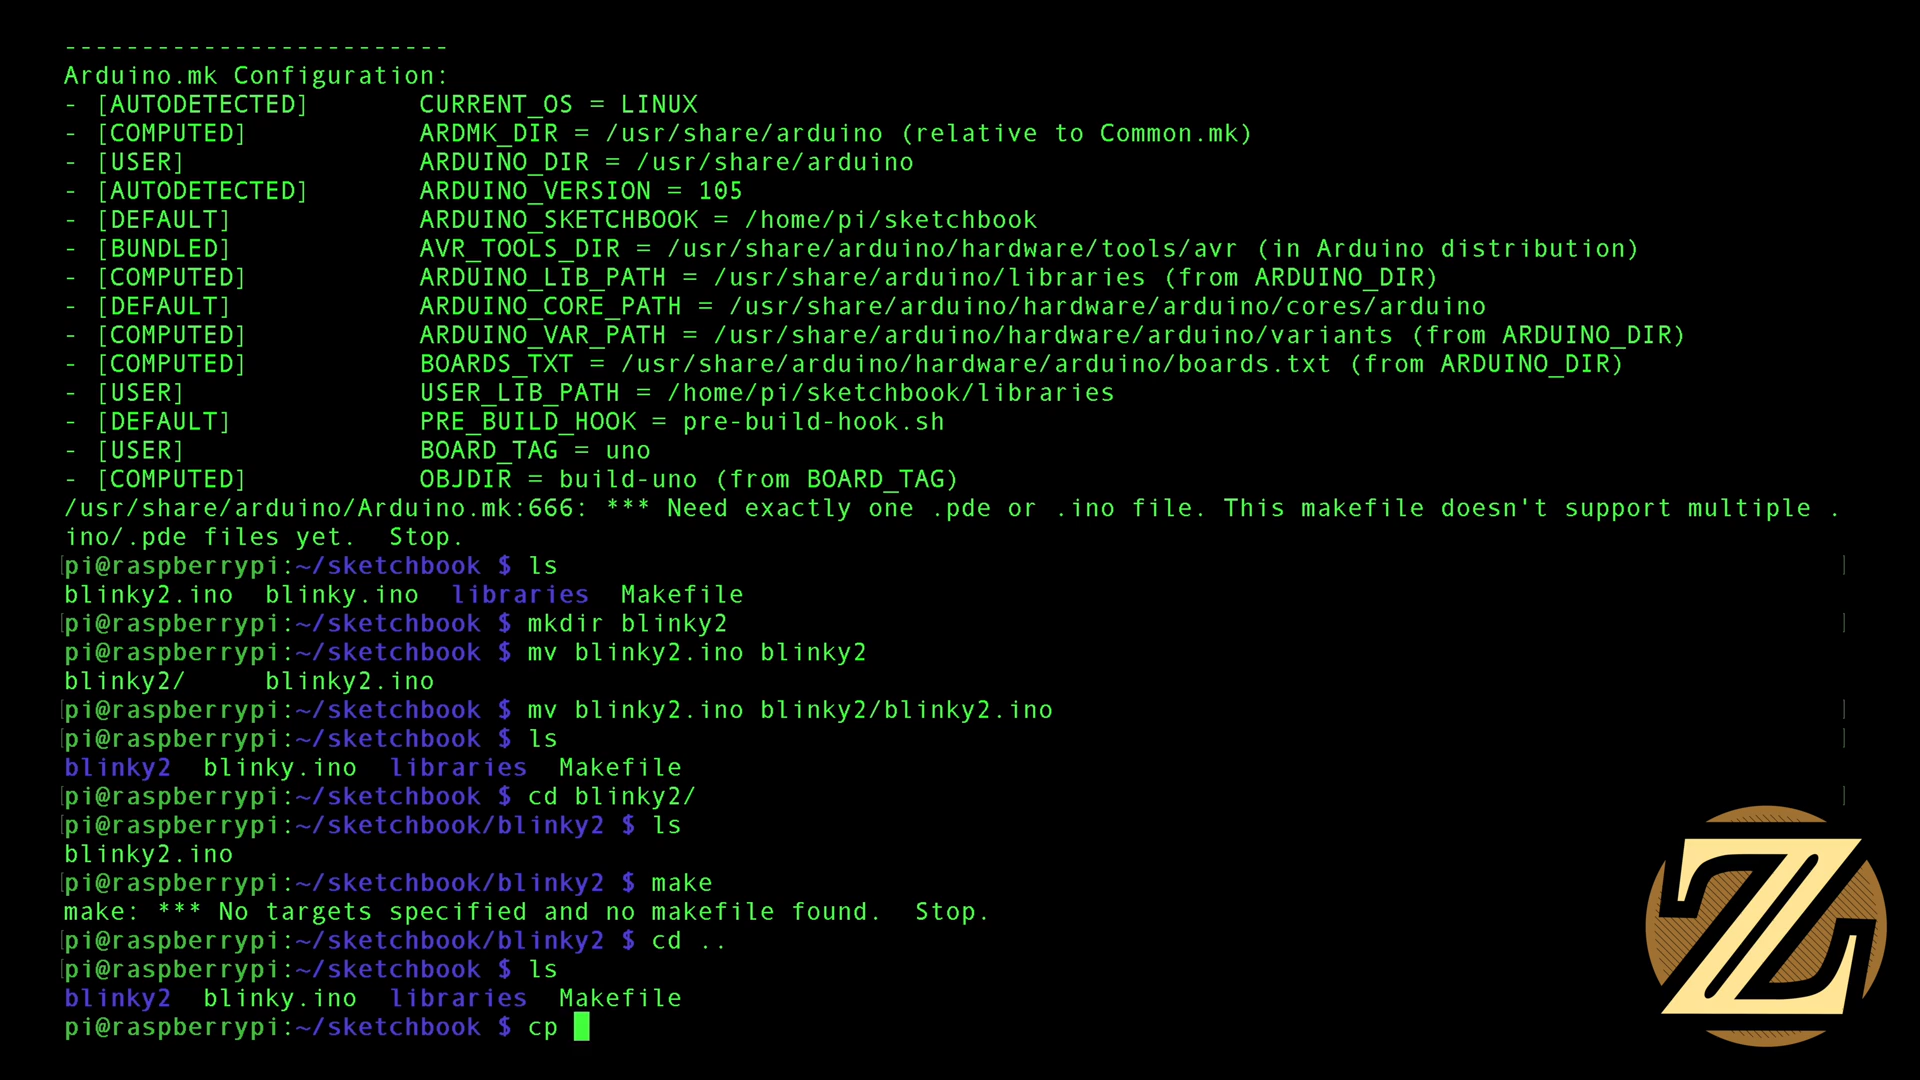 -------------------------
Arduino.mk Configuration:
- [AUTODETECTED]       CURRENT_OS = LINUX
- [COMPUTED]           ARDMK_DIR = /usr/share/arduino (relative to Common.mk)
- [USER]               ARDUINO_DIR = /usr/share/arduino
- [AUTODETECTED]       ARDUINO_VERSION = 105
- [DEFAULT]            ARDUINO_SKETCHBOOK = /home/pi/sketchbook
- [BUNDLED]            AVR_TOOLS_DIR = /usr/share/arduino/hardware/tools/avr (in Arduino distribution)
- [COMPUTED]           ARDUINO_LIB_PATH = /usr/share/arduino/libraries (from ARDUINO_DIR)
- [DEFAULT]            ARDUINO_CORE_PATH = /usr/share/arduino/hardware/arduino/cores/arduino
- [COMPUTED]           ARDUINO_VAR_PATH = /usr/share/arduino/hardware/arduino/variants (from ARDUINO_DIR)
- [COMPUTED]           BOARDS_TXT = /usr/share/arduino/hardware/arduino/boards.txt (from ARDUINO_DIR)
- [USER]               USER_LIB_PATH = /home/pi/sketchbook/libraries
- [DEFAULT]            PRE_BUILD_HOOK = pre-build-hook.sh
- [USER]               BOARD_TAG = uno
- [COMPUTED]           OBJDIR = build-uno (from BOARD_TAG)
/usr/share/arduino/Arduino.mk:666: *** Need exactly one .pde or .ino file. This makefile doesn't support multiple .
ino/.pde files yet.  Stop.
pi@raspberrypi:~/sketchbook $ ls
blinky2.ino  blinky.ino  libraries  Makefile
pi@raspberrypi:~/sketchbook $ mkdir blinky2
pi@raspberrypi:~/sketchbook $ mv blinky2.ino blinky2
blinky2/     blinky2.ino
pi@raspberrypi:~/sketchbook $ mv blinky2.ino blinky2/blinky2.ino
pi@raspberrypi:~/sketchbook $ ls
blinky2  blinky.ino  libraries  Makefile
pi@raspberrypi:~/sketchbook $ cd blinky2/
pi@raspberrypi:~/sketchbook/blinky2 $ ls
blinky2.ino
pi@raspberrypi:~/sketchbook/blinky2 $ make
make: *** No targets specified and no makefile found.  Stop.
pi@raspberrypi:~/sketchbook/blinky2 $ cd ..
pi@raspberrypi:~/sketchbook $ ls
blinky2  blinky.ino  libraries  Makefile
pi@raspberrypi:~/sketchbook $ cp
Z